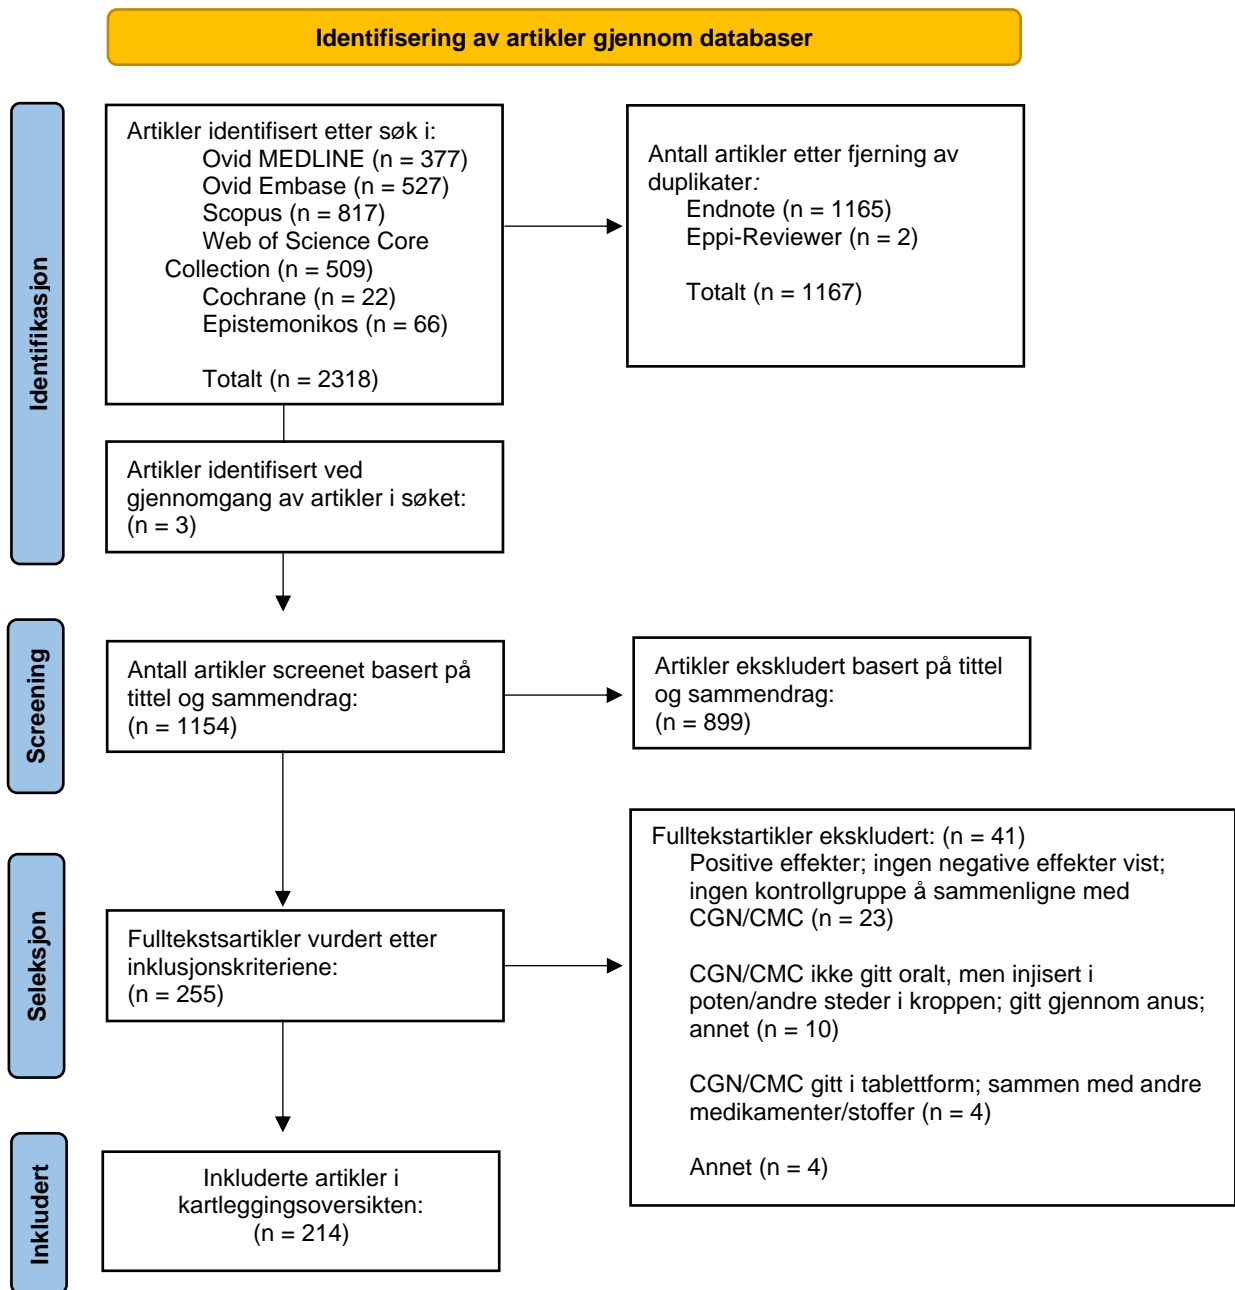 Identifisering av artikler gjennom databaser
Identifikasjon
Artikler identifisert etter søk i:
Ovid MEDLINE (n = 377)
Ovid Embase (n = 527)
Scopus (n = 817)
Web of Science Core
Collection (n = 509)
Cochrane (n = 22)
Epistemonikos (n = 66)
Totalt (n = 2318)
Antall artikler etter fjerning av
duplikater:
Endnote (n = 1165)
Eppi-Reviewer (n = 2)
Totalt (n = 1167)
Artikler identifisert ved
gjennomgang av artikler i søket:
(n = 3)
Screening
Antall artikler screenet basert på
tittel og sammendrag:
(n = 1154)
Artikler ekskludert basert på tittel
og sammendrag:
(n = 899)
Seleksjon
Fulltekstsartikler vurdert etter
inklusjonskriteriene:
(n = 255)
Fulltekstartikler ekskludert: (n = 41)
Positive effekter; ingen negative effekter vist;
ingen kontrollgruppe å sammenligne med
CGN/CMC (n = 23)
CGN/CMC ikke gitt oralt, men injisert i
poten/andre steder i kroppen; gitt gjennom anus;
annet (n = 10)
CGN/CMC gitt i tablettform; sammen med andre
medikamenter/stoffer (n = 4)
Annet (n = 4)
Inkludert
Inkluderte artikler i
kartleggingsoversikten:
(n = 214)